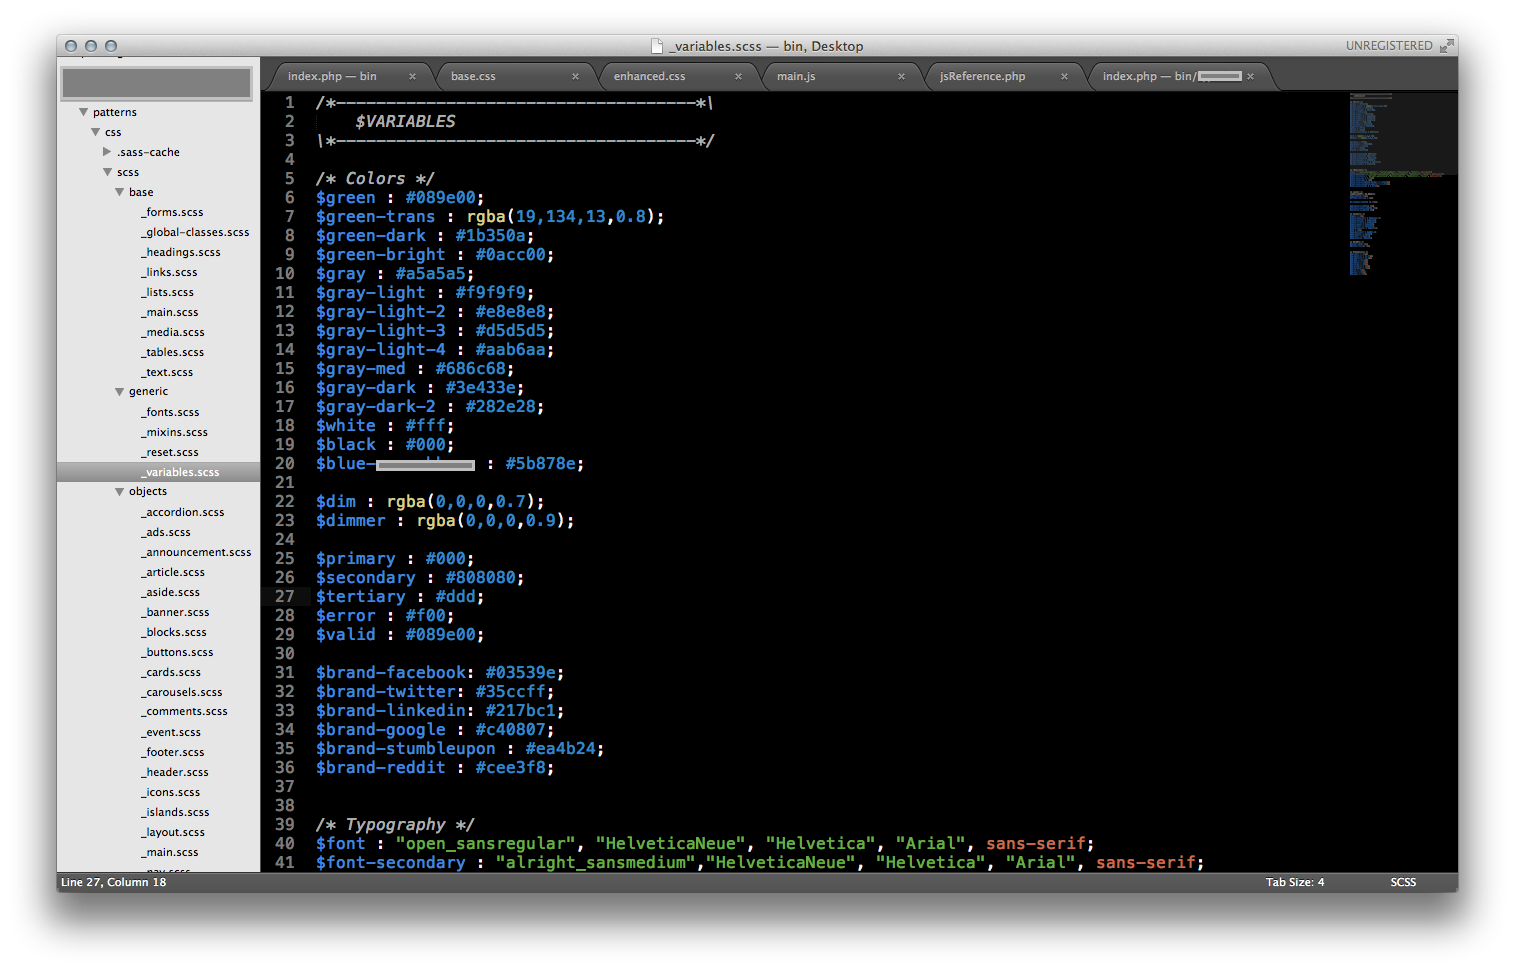 _variables.scss — bin, Desktop
UNREGISTERED
index.php — bin ×
base.css ×
enhanced.css ×
main.js ×
jsReference.php ×
index.php — bin/ ×
patterns
css
.sass-cache
scss
base
_forms.scss
_global-classes.scss
_headings.scss
_links.scss
_lists.scss
_main.scss
_media.scss
_tables.scss
_text.scss
generic
_fonts.scss
_mixins.scss
_reset.scss
_variables.scss
objects
_accordion.scss
_ads.scss
_announcement.scss
_article.scss
_aside.scss
_banner.scss
_blocks.scss
_buttons.scss
_cards.scss
_carousels.scss
_comments.scss
_event.scss
_footer.scss
_header.scss
_icons.scss
_islands.scss
_layout.scss
_main.scss
_nav.scss
1 /*------------------------------------*\
2 $VARIABLES
3 \*------------------------------------*/
4
5 /* Colors */
6 $green : #089e00;
7 $green-trans : rgba(19,134,13,0.8);
8 $green-dark : #1b350a;
9 $green-bright : #0acc00;
10 $gray : #a5a5a5;
11 $gray-light : #f9f9f9;
12 $gray-light-2 : #e8e8e8;
13 $gray-light-3 : #d5d5d5;
14 $gray-light-4 : #aab6aa;
15 $gray-med : #686c68;
16 $gray-dark : #3e433e;
17 $gray-dark-2 : #282e28;
18 $white : #fff;
19 $black : #000;
20 $blue- : #5b878e;
21
22 $dim : rgba(0,0,0,0.7);
23 $dimmer : rgba(0,0,0,0.9);
24
25 $primary : #000;
26 $secondary : #808080;
27 $tertiary : #ddd;
28 $error : #f00;
29 $valid : #089e00;
30
31 $brand-facebook: #03539e;
32 $brand-twitter: #35ccff;
33 $brand-linkedin: #217bc1;
34 $brand-google : #c40807;
35 $brand-stumbleupon : #ea4b24;
36 $brand-reddit : #cee3f8;
37
38
39 /* Typography */
40 $font : "open_sansregular", "HelveticaNeue", "Helvetica", "Arial", sans-serif;
41 $font-secondary : "alright_sansmedium","HelveticaNeue", "Helvetica", "Arial", sans-serif;
Line 27, Column 18
Tab Size: 4
SCSS